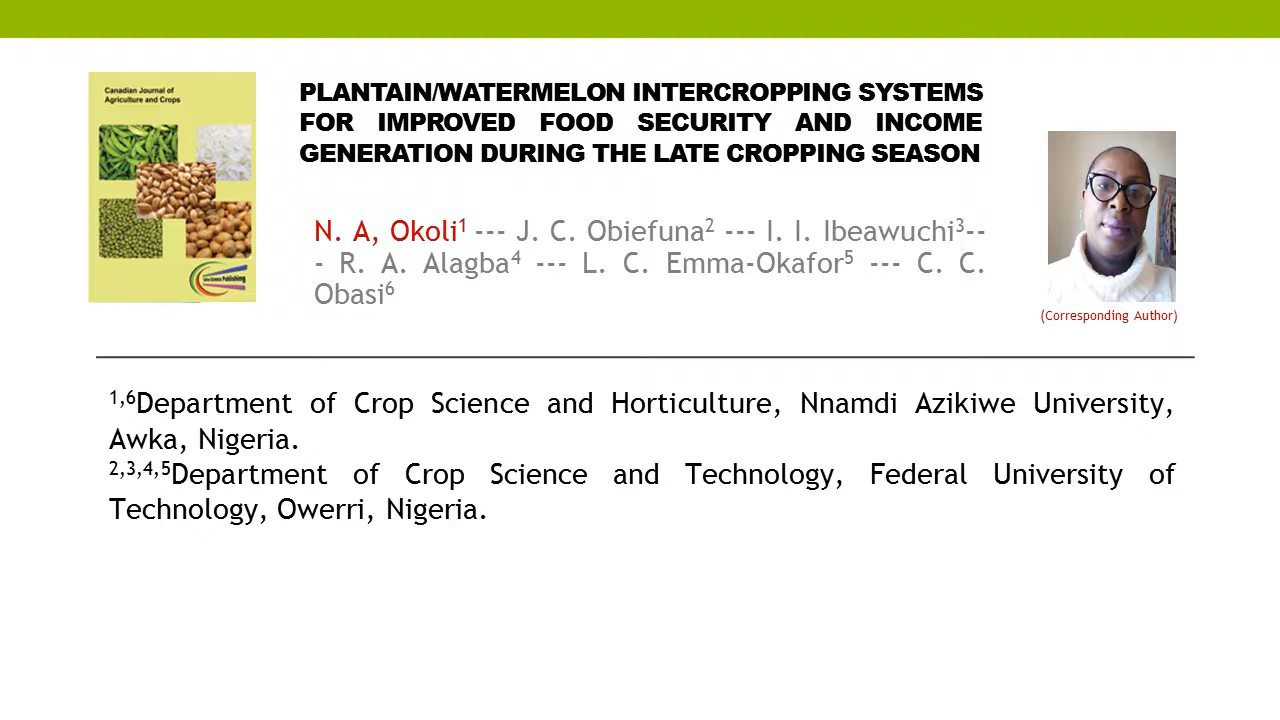 Canadian Journal of
Agriculture and Crops
PLANTAIN/WATERMELON INTERCROPPING SYSTEMS
FOR IMPROVED FOOD SECURITY AND INCOME
GENERATION DURING THE LATE CROPPING SEASON
N. A, Okoli¹ --- J. C. Obiefuna² --- I. I. Ibeawuchi³--
- R. A. Alagba⁴ --- L. C. Emma-Okafor⁵ --- C. C.
Obasi⁶
(Corresponding Author)
¹,⁶Department of Crop Science and Horticulture, Nnamdi Azikiwe University,
Awka, Nigeria.
²,³,⁴,⁵Department of Crop Science and Technology, Federal University of
Technology, Owerri, Nigeria.